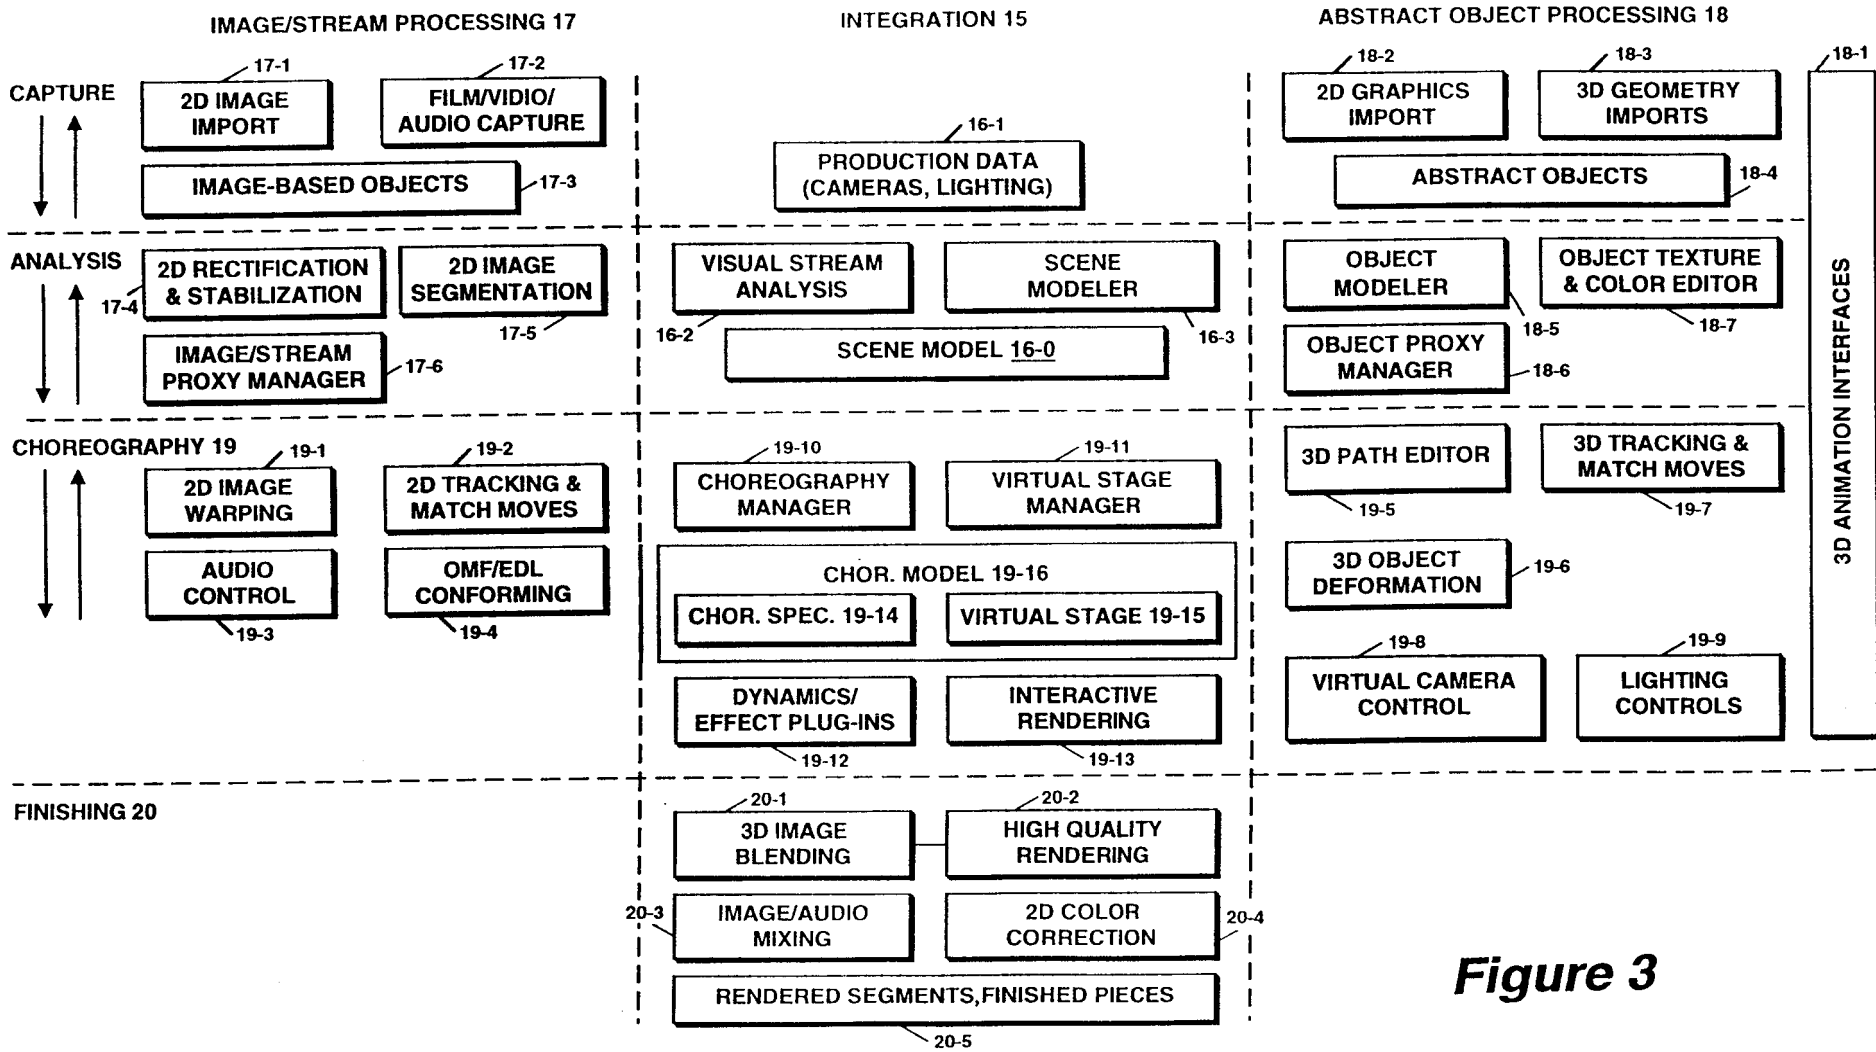 IMAGE/STREAM PROCESSING 17
INTEGRATION 15
ABSTRACT OBJECT PROCESSING 18
CAPTURE
17-1
2D IMAGE
IMPORT
17-2
FILM/VIDIO/
AUDIO CAPTURE
IMAGE-BASED OBJECTS
17-3
16-1
PRODUCTION DATA
(CAMERAS, LIGHTING)
18-2
2D GRAPHICS
IMPORT
18-3
3D GEOMETRY
IMPORTS
ABSTRACT OBJECTS
18-4
18-1
3D ANIMATION INTERFACES
ANALYSIS
2D RECTIFICATION
& STABILIZATION
17-4
2D IMAGE
SEGMENTATION
17-5
IMAGE/STREAM
PROXY MANAGER
17-6
VISUAL STREAM
ANALYSIS
16-2
SCENE
MODELER
16-3
SCENE MODEL 16-0
OBJECT
MODELER
18-5
OBJECT TEXTURE
& COLOR EDITOR
18-7
OBJECT PROXY
MANAGER
18-6
CHOREOGRAPHY 19
19-1
2D IMAGE
WARPING
19-2
2D TRACKING &
MATCH MOVES
AUDIO
CONTROL
19-3
OMF/EDL
CONFORMING
19-4
19-10
CHOREOGRAPHY
MANAGER
19-11
VIRTUAL STAGE
MANAGER
CHOR. MODEL 19-16
CHOR. SPEC. 19-14
VIRTUAL STAGE 19-15
DYNAMICS/
EFFECT PLUG-INS
19-12
INTERACTIVE
RENDERING
19-13
3D PATH EDITOR
19-5
3D TRACKING &
MATCH MOVES
19-7
3D OBJECT
DEFORMATION
19-6
19-8
VIRTUAL CAMERA
CONTROL
19-9
LIGHTING
CONTROLS
FINISHING 20
20-1
3D IMAGE
BLENDING
20-2
HIGH QUALITY
RENDERING
20-3
IMAGE/AUDIO
MIXING
2D COLOR
CORRECTION
20-4
RENDERED SEGMENTS,FINISHED PIECES
20-5
Figure 3